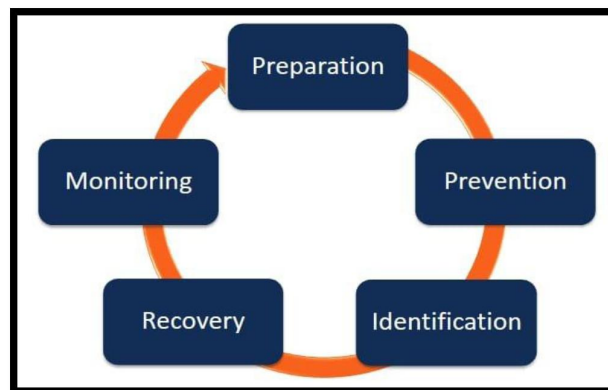 Preparation
Prevention
Identification
Recovery
Monitoring